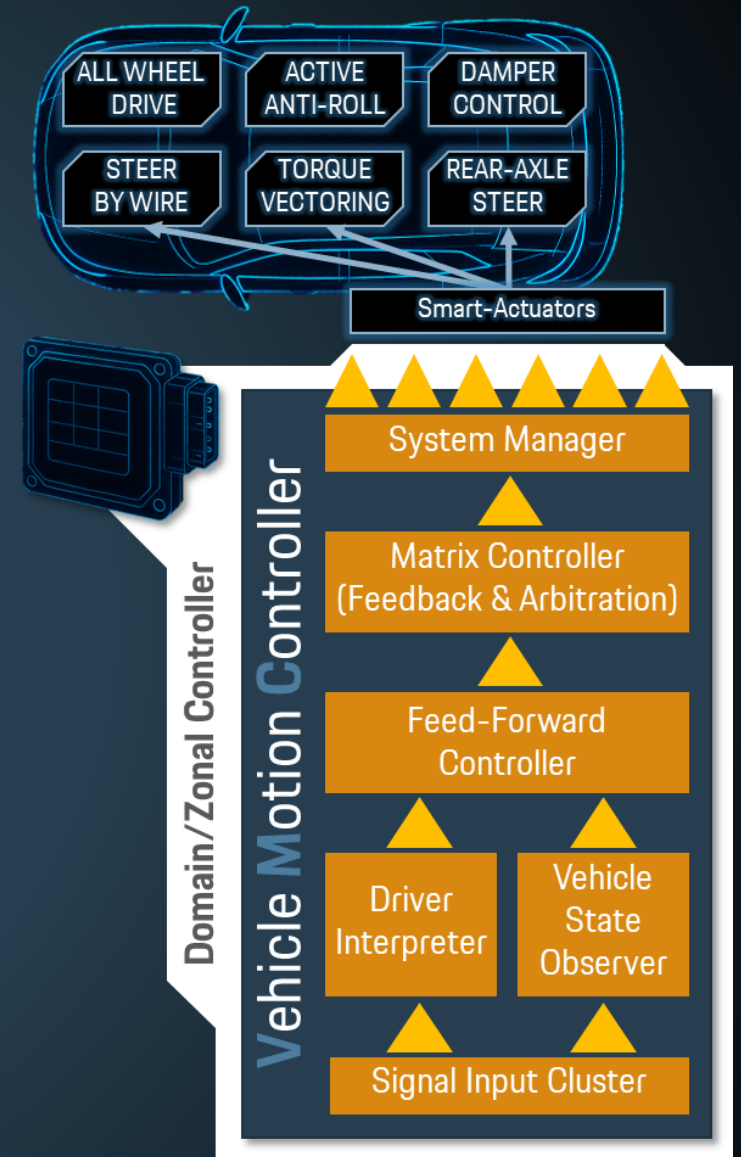 ALL WHEEL
DRIVE
ACTIVE
ANTI-ROLL
DAMPER
CONTROL
STEER
BY WIRE
TORQUE
VECTORING
REAR-AXLE
STEER
Smart-Actuators
Domain/Zonal Controller
Vehicle Motion Controller
System Manager
Matrix Controller
(Feedback & Arbitration)
Feed-Forward
Controller
Driver
Interpreter
Vehicle
State
Observer
Signal Input Cluster